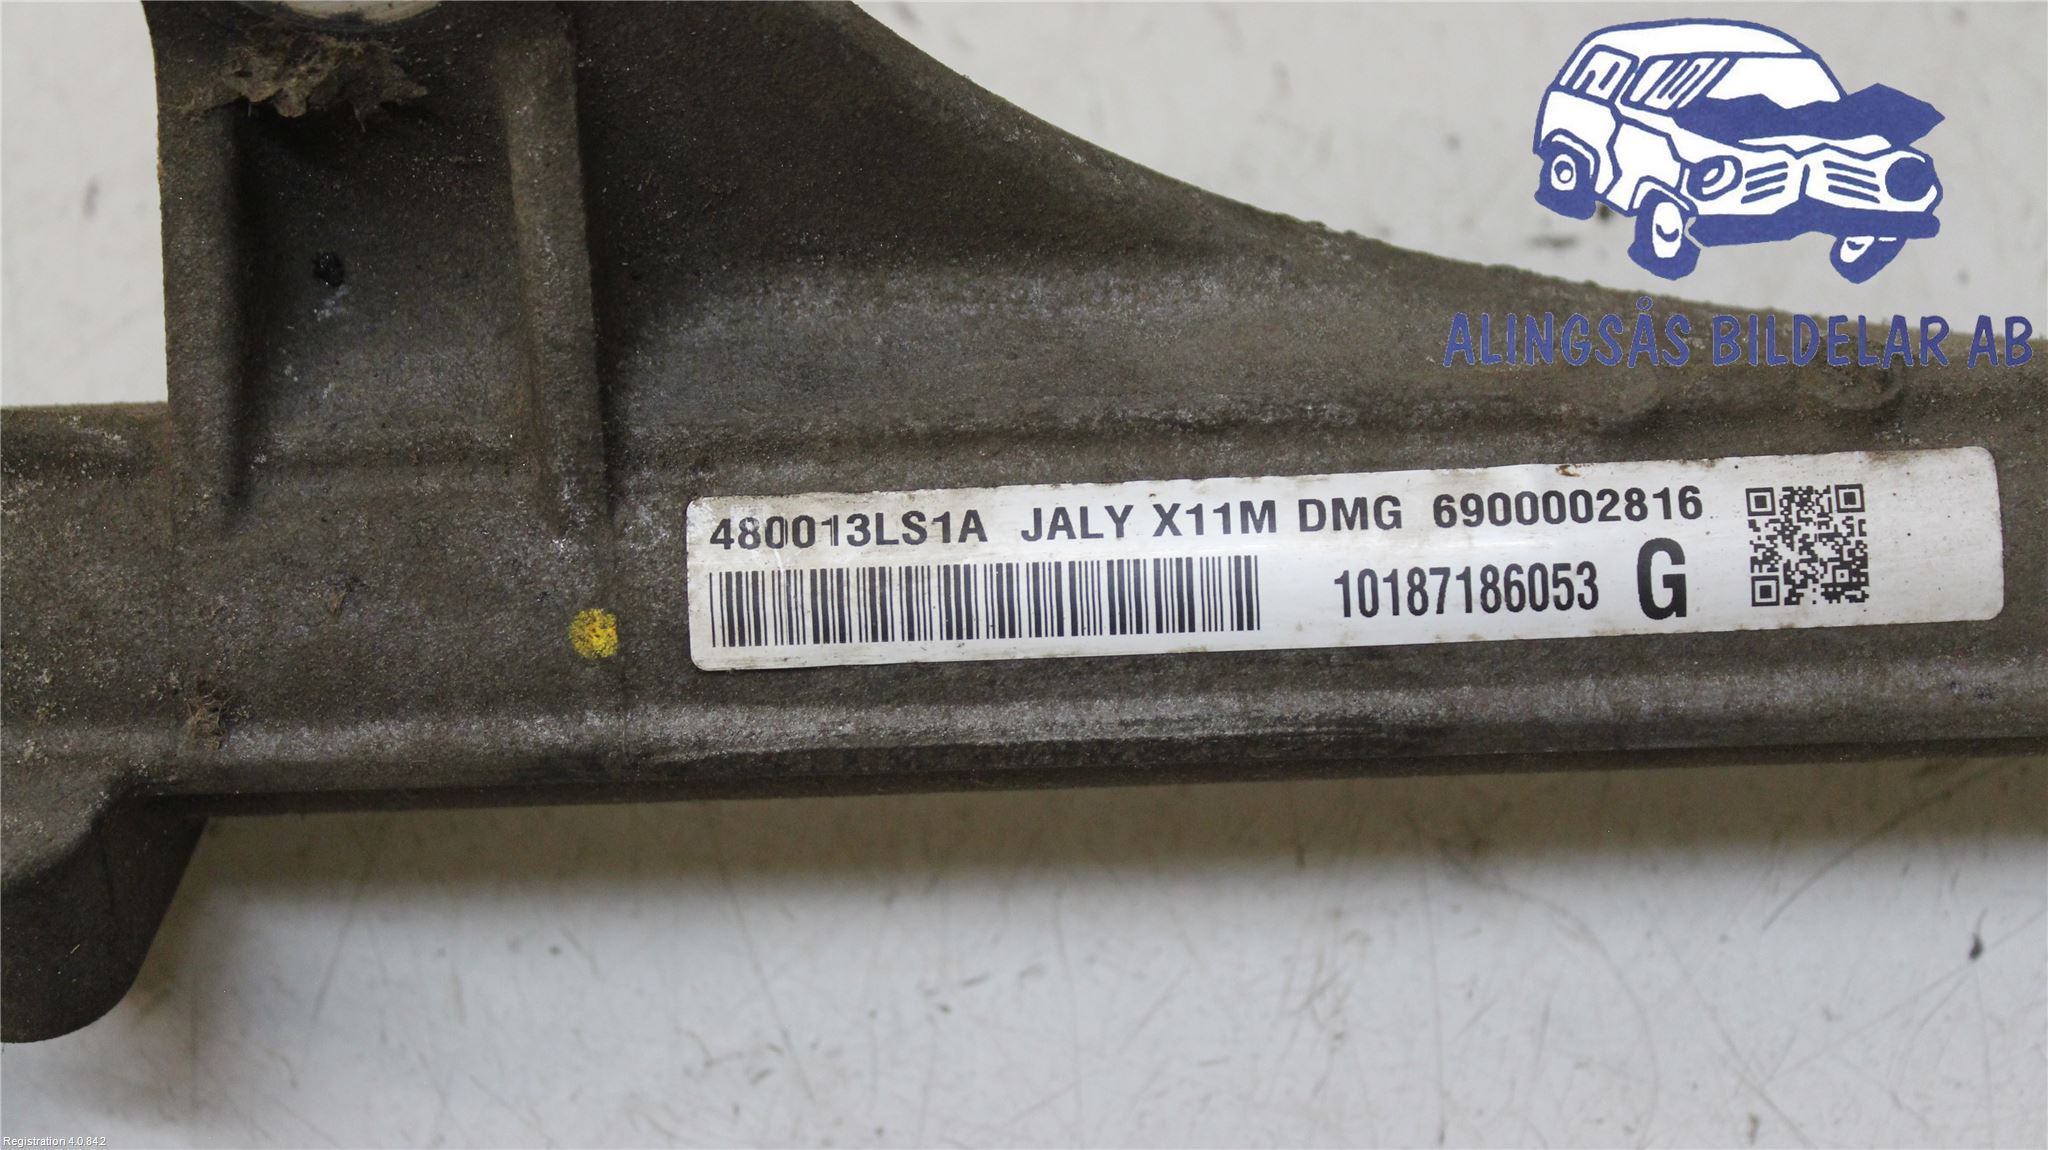 ALINGSÅS BILDELAR AB
480013LS1A JALY X11M DMG 6900002816
10187186053 G
Registration 4.0.84.2